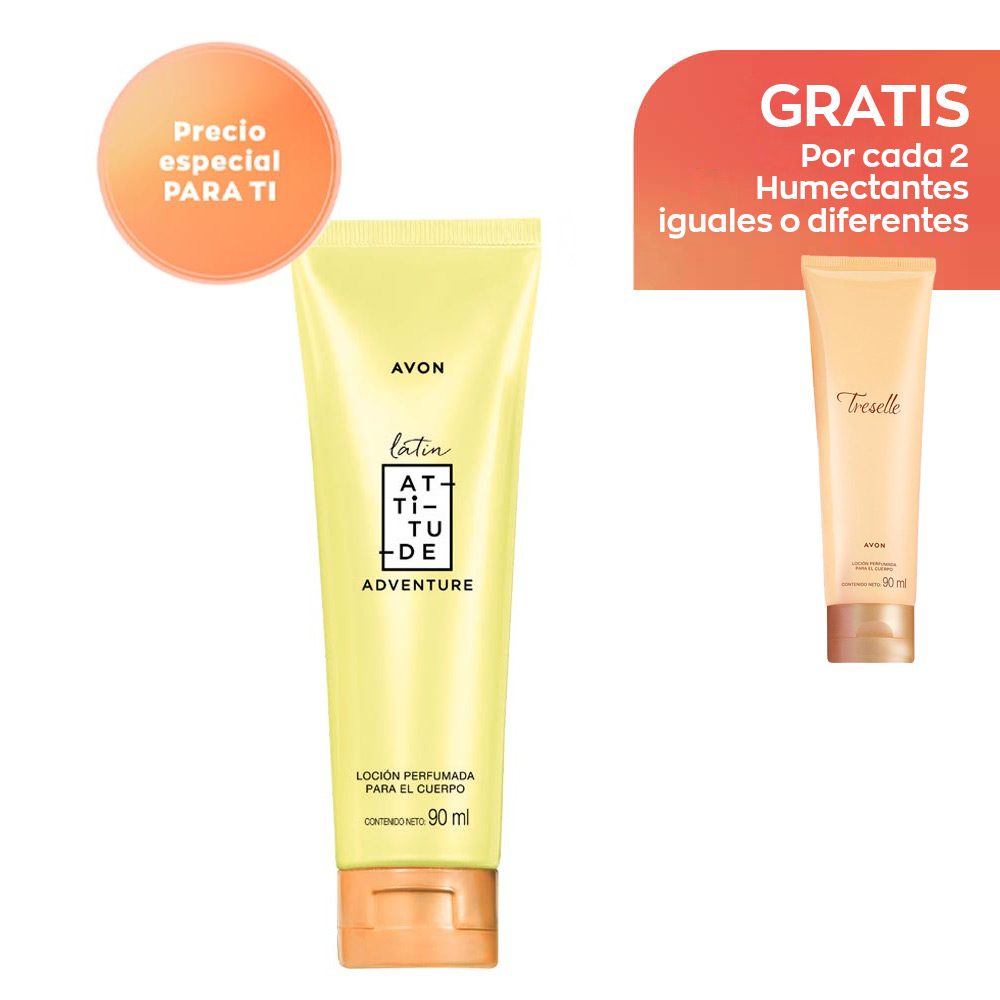 Precio
especial
PARA TI
GRATIS
Por cada 2
Humectantes
iguales o diferentes
AVON
latin
AT
Ti-
TU
DE
ADVENTURE
LOCIÓN PERFUMADA
PARA EL CUERPO
CONTENIDO NETO: 90 ml
Treselle
AVON
LOCIÓN PERFUMADA
PARA EL CUERPO
CONTENIDO NETO: 90 ml